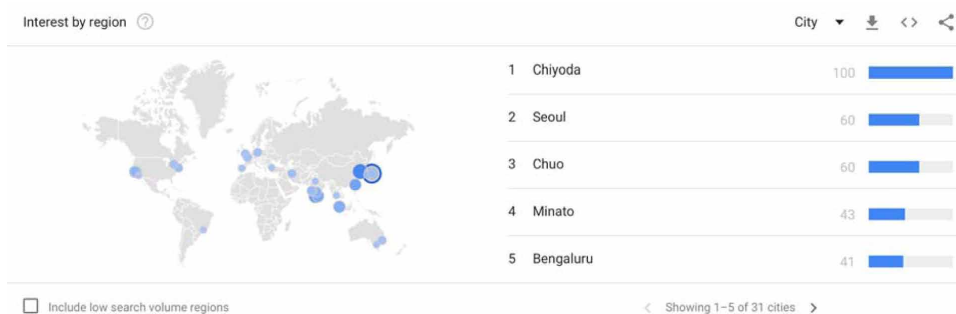 Interest by region ? City
1 Chiyoda 100
2 Seoul 60
3 Chuo 60
4 Minato 43
5 Bengaluru 41
Include low search volume regions Showing 1–5 of 31 cities